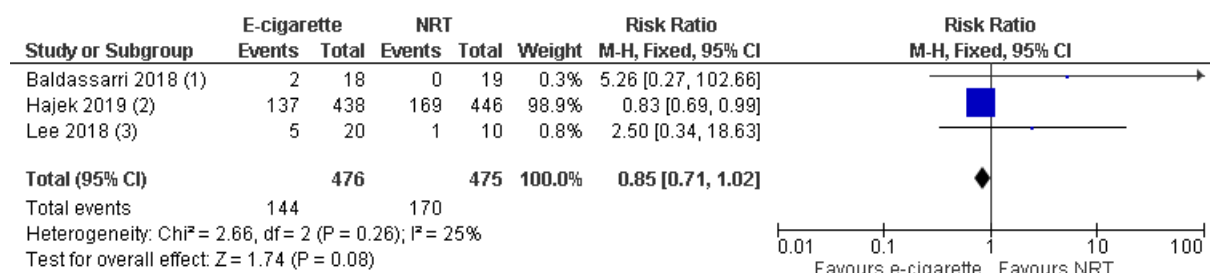 E-cigarette NRT Risk Ratio Risk Ratio
Study or Subgroup Events Total Events Total Weight M-H, Fixed, 95% CI M-H, Fixed, 95% CI
Baldassarri 2018 (1) 2 18 0 19 0.3% 5.26 [0.27, 102.66]
Hajek 2019 (2) 137 438 169 446 98.9% 0.83 [0.69, 0.99]
Lee 2018 (3) 5 20 1 10 0.8% 2.50 [0.34, 18.63]
Total (95% CI) 476 475 100.0% 0.85 [0.71, 1.02]
Total events 144 170
Heterogeneity: Chi² = 2.66, df = 2 (P = 0.26); I² = 25%
Test for overall effect: Z = 1.74 (P = 0.08)
0.01 0.1 1 10 100
Favours e-cigarette Favours NRT